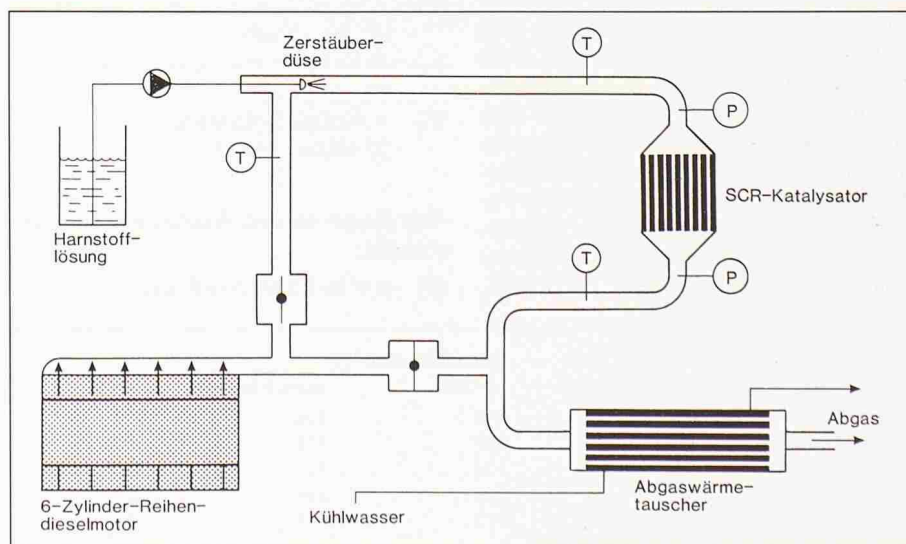 Zerstäuber-
düse
T
P
T
SCR-Katalysator
Harnstoff-
lösung
T
P
Abgas
6-Zylinder-Reihen-
dieselmotor
Kühlwasser
Abgaswärme-
tauscher